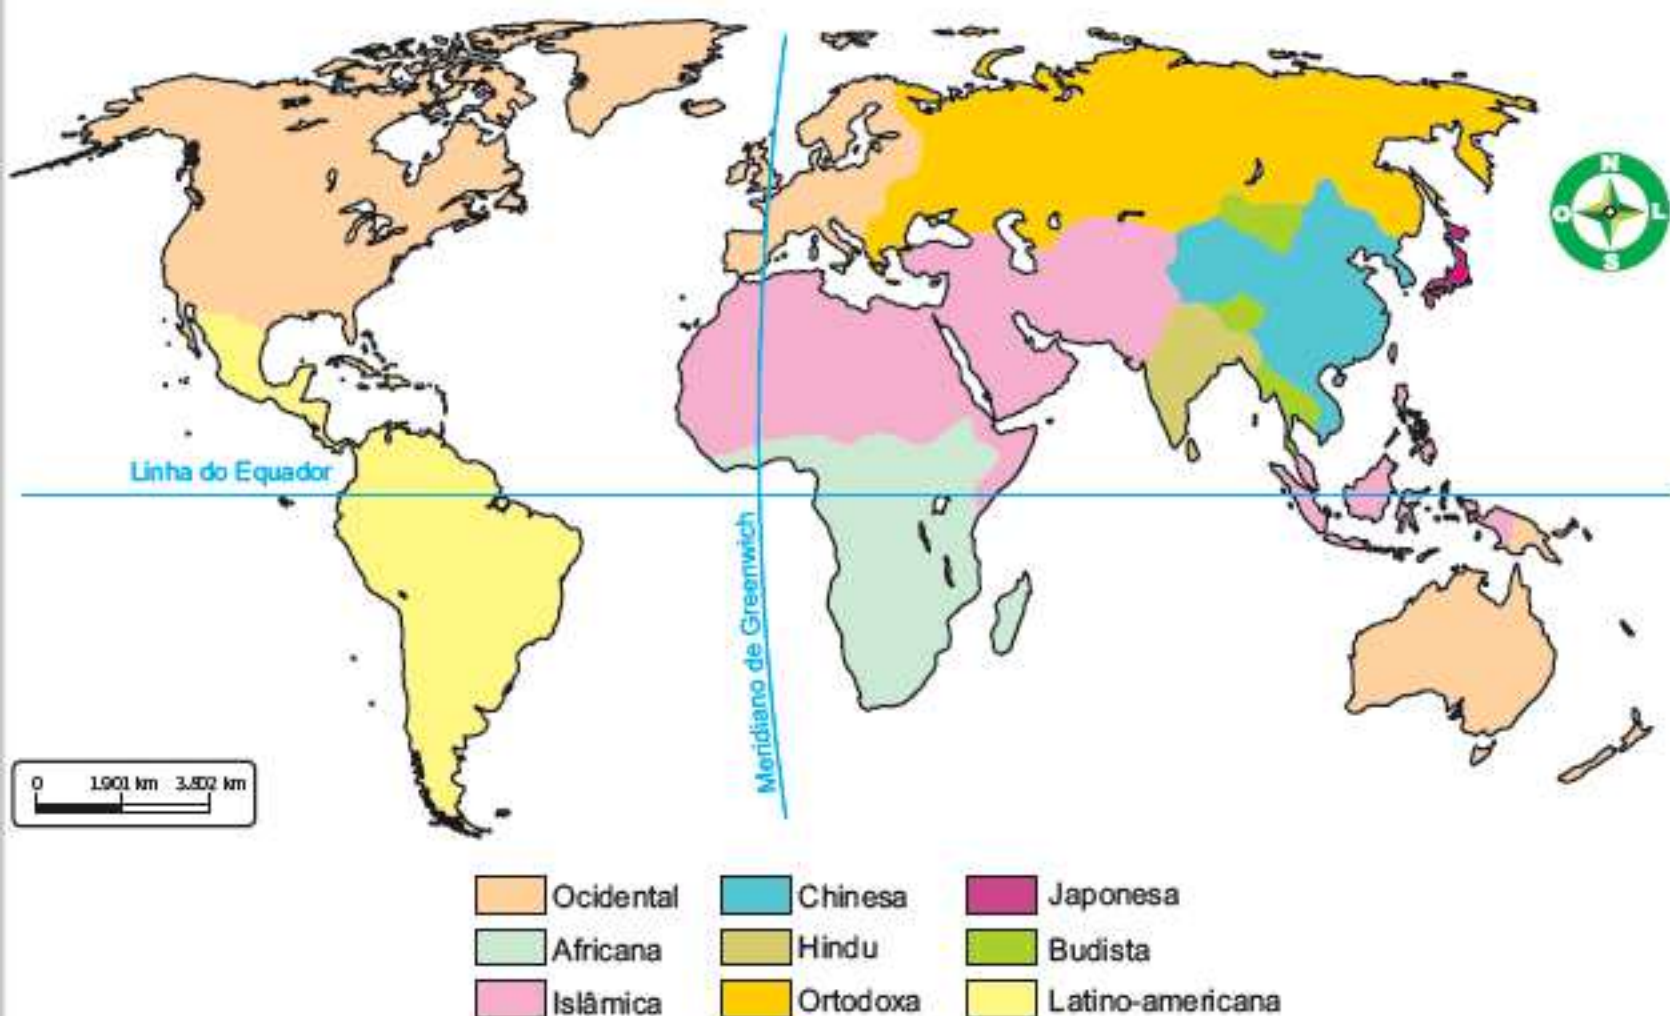 N
O L
S
Linha do Equador
Meridiano de Greenwich
0 1.901 km 3.802 km
Ocidental Chinesa Japonesa
Africana Hindu Budista
Islâmica Ortodoxa Latino-americana